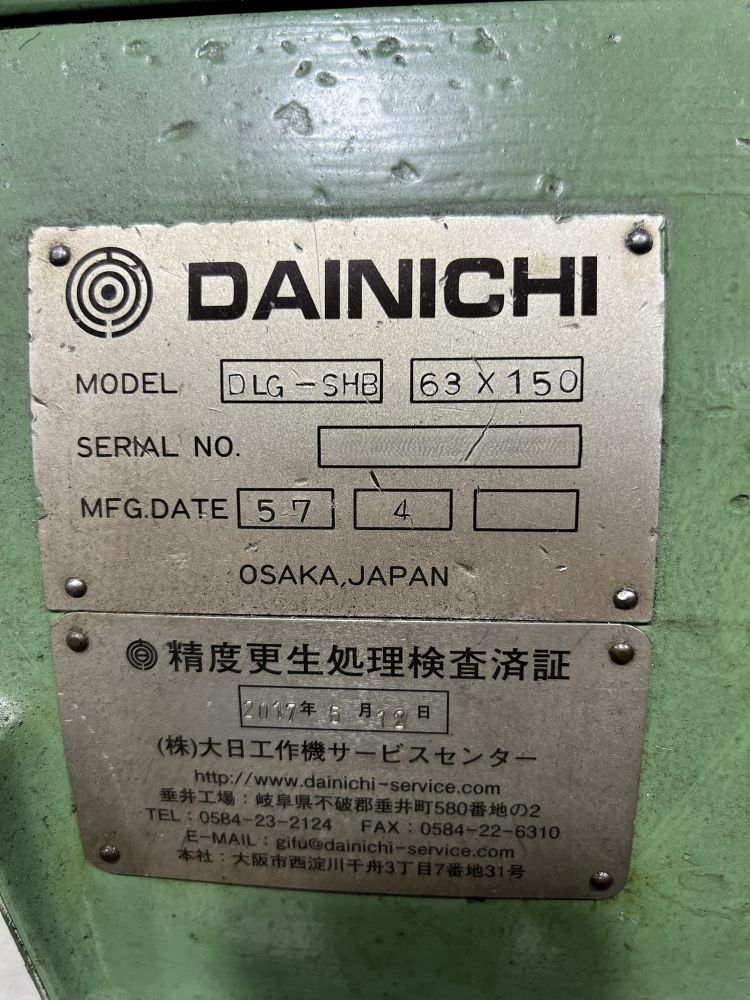 DAINICHI
MODEL DLG-SHB 63 X 150
SERIAL NO.
MFG.DATE 57 4
OSAKA, JAPAN
精度更生処理検査済証
2017年 5月 12日
(株)大日工作機サービスセンター
http://www.dainichi-service.com
垂井工場：岐阜県不破郡垂井町580番地の2
TEL：0584-23-2124 FAX：0584-22-6310
E-MAIL：gifu@dainichi-service.com
本社：大阪市西淀川千舟3丁目7番地31号